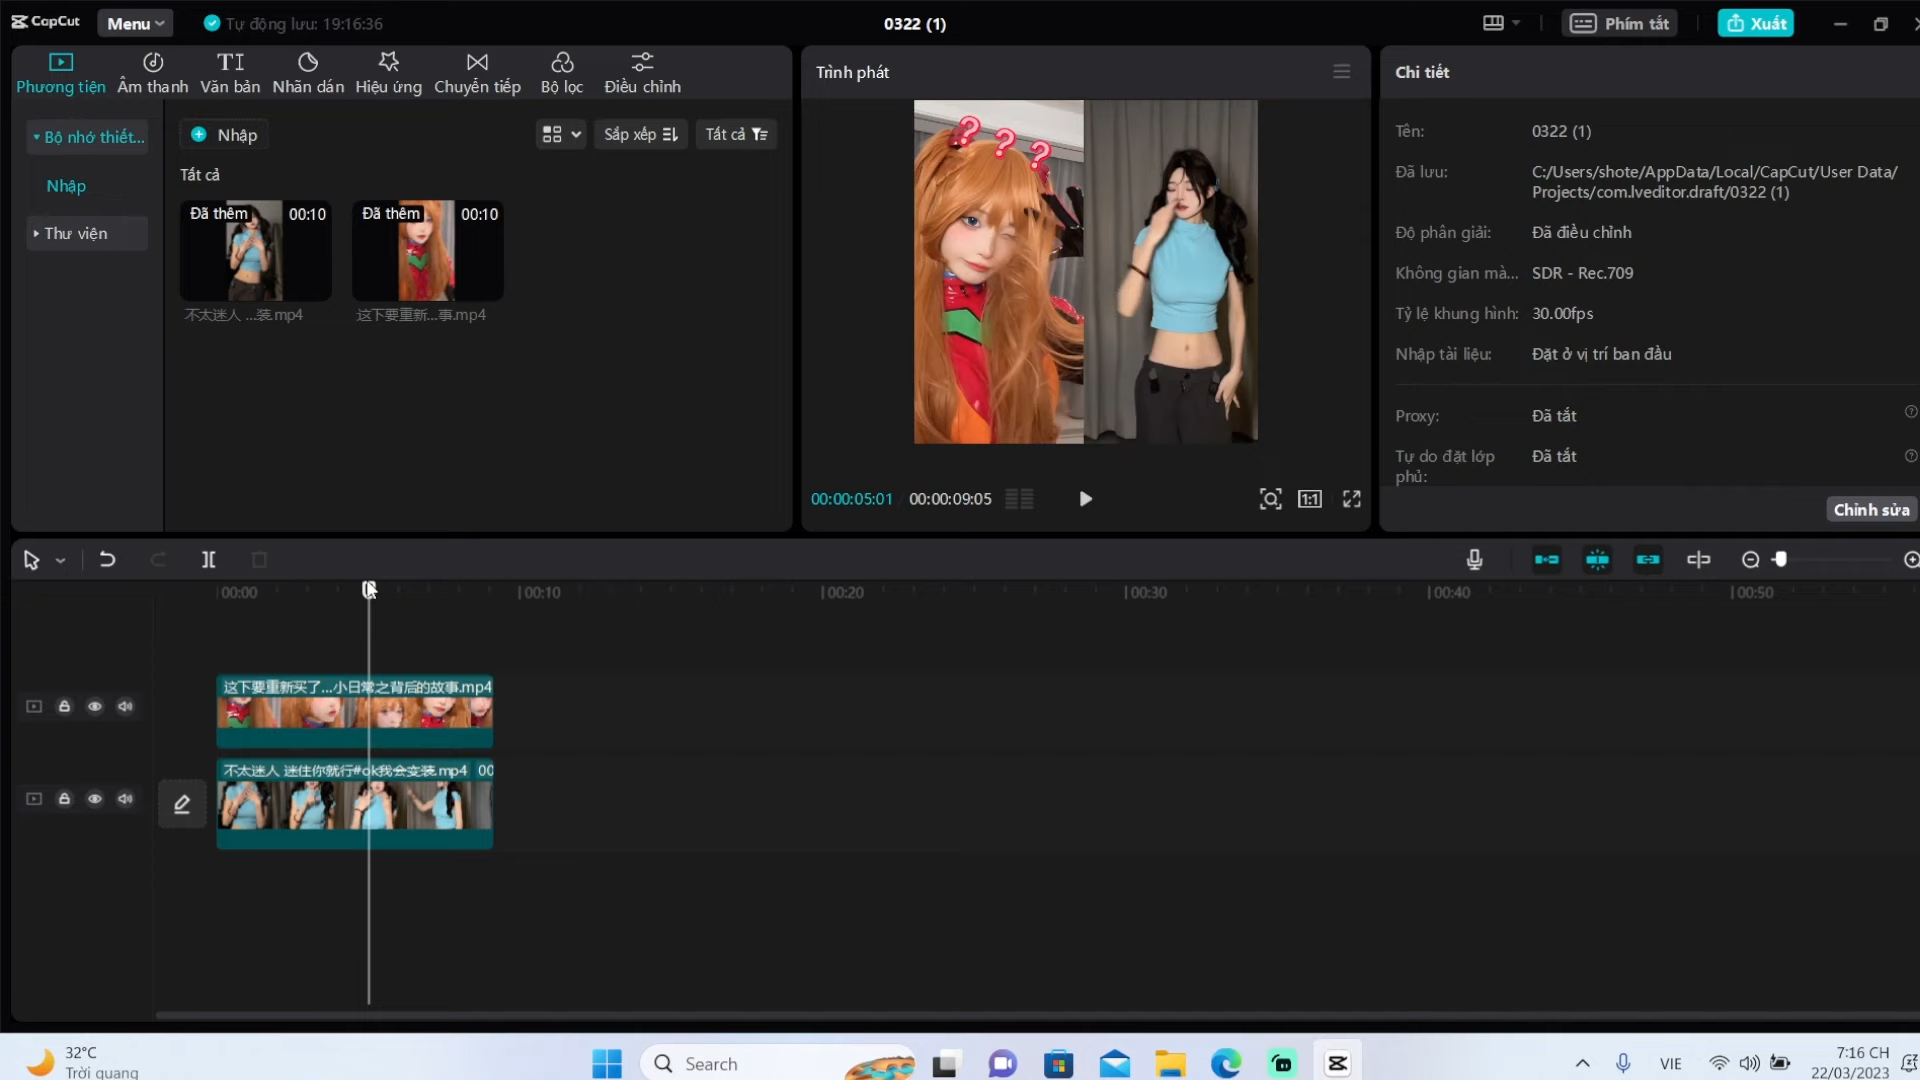 CapCut
Menu
Tự động lưu: 19:16:36
0322 (1)
Phím tắt
Xuất
Phương tiện
Âm thanh
Văn bản
Nhãn dán
Hiệu ứng
Chuyển tiếp
Bộ lọc
Điều chỉnh
Bộ nhớ thiết...
Nhập
Thư viện
Nhập
Sắp xếp
Tất cả
Tất cả
Đã thêm
00:10
不太迷人 ...装.mp4
Đã thêm
00:10
这下要重新...事.mp4
Trình phát
? ? ?
00:00:05:01
00:00:09:05
1:1
Chi tiết
Tên:
0322 (1)
Đã lưu:
C:/Users/shote/AppData/Local/CapCut/User Data/
Projects/com.lveditor.draft/0322 (1)
Độ phân giải:
Đã điều chỉnh
Không gian mà...
SDR - Rec.709
Tỷ lệ khung hình:
30.00fps
Nhập tài liệu:
Đặt ở vị trí ban đầu
Proxy:
Đã tắt
Tự do đặt lớp
phủ:
Đã tắt
Chỉnh sửa
00:00
00:10
00:20
00:30
00:40
00:50
这下要重新买了...小日常之背后的故事.mp4
不太迷人 迷住你就行#ok我会变装.mp4
00
32°C
Trời quang
Search
VIE
7:16 CH
22/03/2023